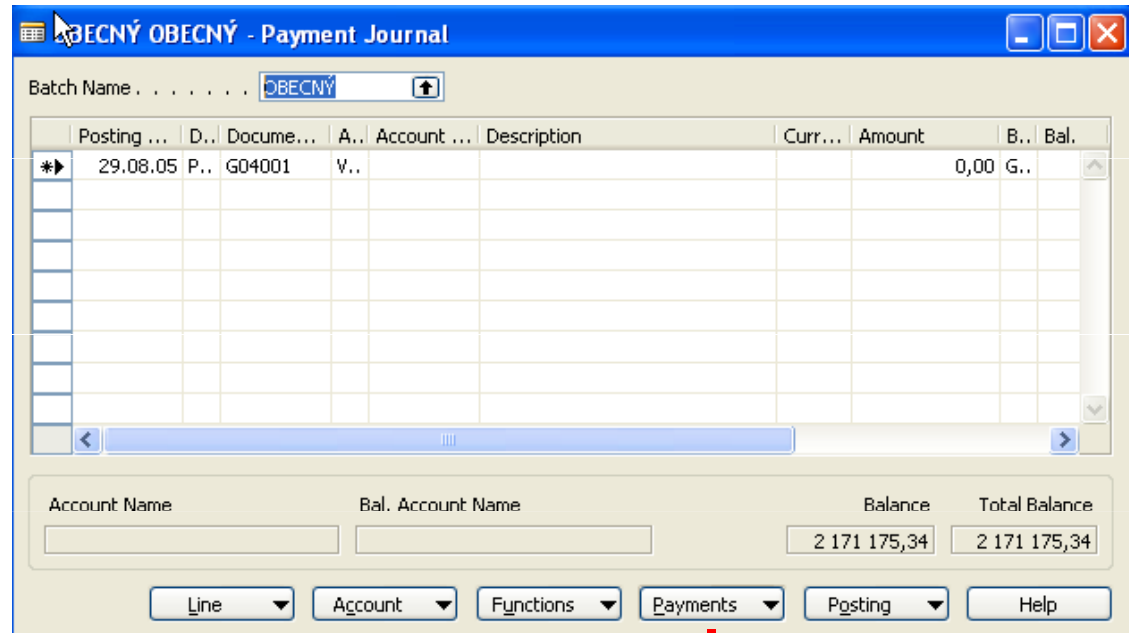 OBECNÝ OBECNÝ - Payment Journal
Batch Name . . . . . . . OBECNÝ
Posting ... D.. Docume... A.. Account ... Description Curr... Amount B.. Bal.
29.08.05 P.. G04001 V.. 0,00 G..
Account Name Bal. Account Name Balance Total Balance
2 171 175,34 2 171 175,34
Line Account Functions Payments Posting Help